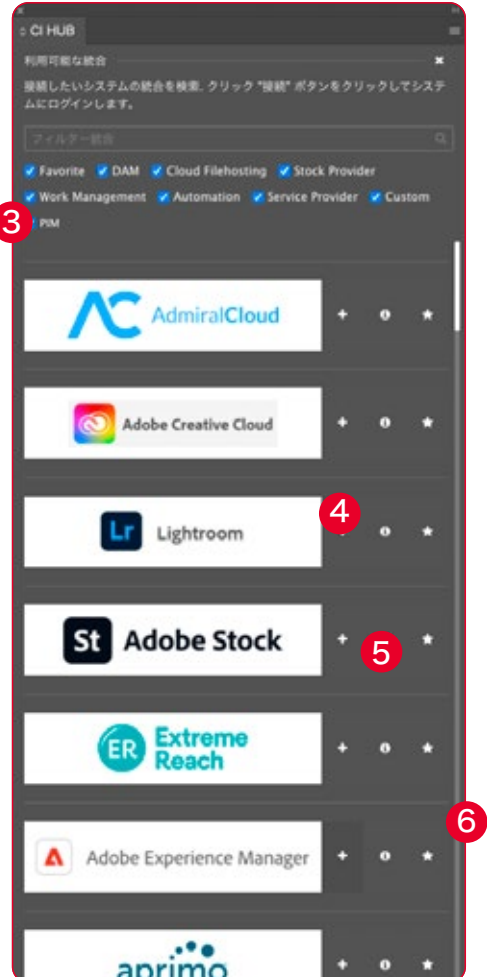 CI HUB
利用可能な統合
接続したいシステムの統合を検索. クリック "接続" ボタンをクリックしてシステ
ムにログインします。
フィルター統合
Favorite DAM Cloud Filehosting Stock Provider
Work Management Automation Service Provider Custom
3 PIM
AdmiralCloud
Adobe Creative Cloud
Lr Lightroom 4
St Adobe Stock 5
ER Extreme
Reach
6
Adobe Experience Manager
aprimo